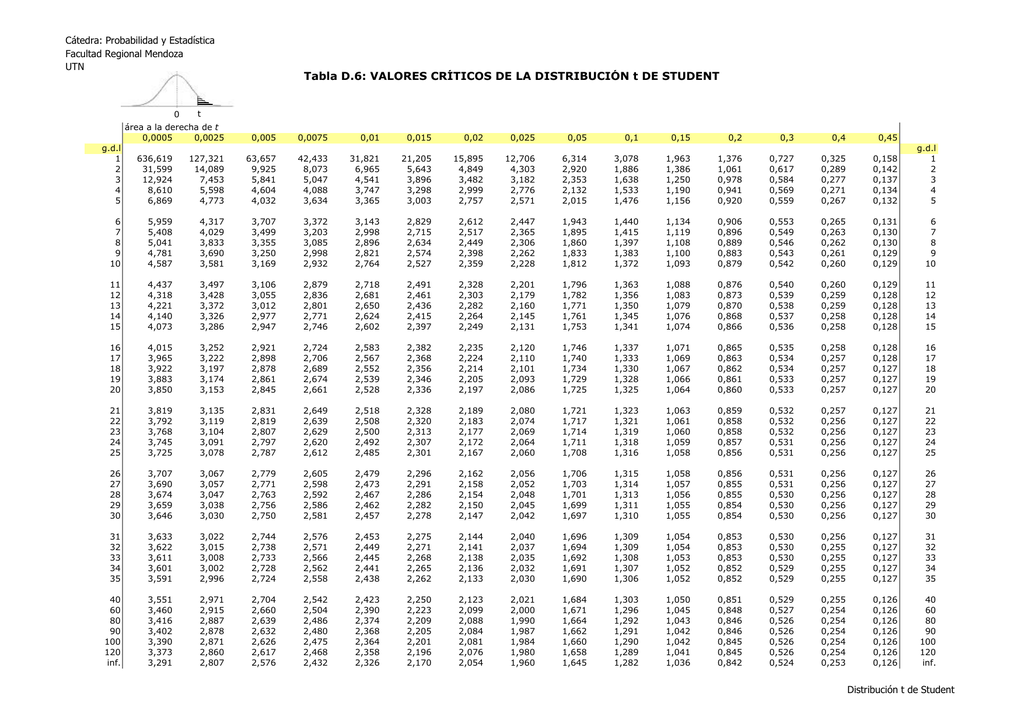 Cátedra: Probabilidad y Estadística
Facultad Regional Mendoza
UTN
Tabla D.6: VALORES CRÍTICOS DE LA DISTRIBUCIÓN t DE STUDENT
0 t
área a la derecha de t
0,0005 0,0025 0,005 0,0075 0,01 0,015 0,02 0,025 0,05 0,1 0,15 0,2 0,3 0,4 0,45
g.d.l g.d.l
1 636,619 127,321 63,657 42,433 31,821 21,205 15,895 12,706 6,314 3,078 1,963 1,376 0,727 0,325 0,158 1
2 31,599 14,089 9,925 8,073 6,965 5,643 4,849 4,303 2,920 1,886 1,386 1,061 0,617 0,289 0,142 2
3 12,924 7,453 5,841 5,047 4,541 3,896 3,482 3,182 2,353 1,638 1,250 0,978 0,584 0,277 0,137 3
4 8,610 5,598 4,604 4,088 3,747 3,298 2,999 2,776 2,132 1,533 1,190 0,941 0,569 0,271 0,134 4
5 6,869 4,773 4,032 3,634 3,365 3,003 2,757 2,571 2,015 1,476 1,156 0,920 0,559 0,267 0,132 5
6 5,959 4,317 3,707 3,372 3,143 2,829 2,612 2,447 1,943 1,440 1,134 0,906 0,553 0,265 0,131 6
7 5,408 4,029 3,499 3,203 2,998 2,715 2,517 2,365 1,895 1,415 1,119 0,896 0,549 0,263 0,130 7
8 5,041 3,833 3,355 3,085 2,896 2,634 2,449 2,306 1,860 1,397 1,108 0,889 0,546 0,262 0,130 8
9 4,781 3,690 3,250 2,998 2,821 2,574 2,398 2,262 1,833 1,383 1,100 0,883 0,543 0,261 0,129 9
10 4,587 3,581 3,169 2,932 2,764 2,527 2,359 2,228 1,812 1,372 1,093 0,879 0,542 0,260 0,129 10
11 4,437 3,497 3,106 2,879 2,718 2,491 2,328 2,201 1,796 1,363 1,088 0,876 0,540 0,260 0,129 11
12 4,318 3,428 3,055 2,836 2,681 2,461 2,303 2,179 1,782 1,356 1,083 0,873 0,539 0,259 0,128 12
13 4,221 3,372 3,012 2,801 2,650 2,436 2,282 2,160 1,771 1,350 1,079 0,870 0,538 0,259 0,128 13
14 4,140 3,326 2,977 2,771 2,624 2,415 2,264 2,145 1,761 1,345 1,076 0,868 0,537 0,258 0,128 14
15 4,073 3,286 2,947 2,746 2,602 2,397 2,249 2,131 1,753 1,341 1,074 0,866 0,536 0,258 0,128 15
16 4,015 3,252 2,921 2,724 2,583 2,382 2,235 2,120 1,746 1,337 1,071 0,865 0,535 0,258 0,128 16
17 3,965 3,222 2,898 2,706 2,567 2,368 2,224 2,110 1,740 1,333 1,069 0,863 0,534 0,257 0,128 17
18 3,922 3,197 2,878 2,689 2,552 2,356 2,214 2,101 1,734 1,330 1,067 0,862 0,534 0,257 0,127 18
19 3,883 3,174 2,861 2,674 2,539 2,346 2,205 2,093 1,729 1,328 1,066 0,861 0,533 0,257 0,127 19
20 3,850 3,153 2,845 2,661 2,528 2,336 2,197 2,086 1,725 1,325 1,064 0,860 0,533 0,257 0,127 20
21 3,819 3,135 2,831 2,649 2,518 2,328 2,189 2,080 1,721 1,323 1,063 0,859 0,532 0,257 0,127 21
22 3,792 3,119 2,819 2,639 2,508 2,320 2,183 2,074 1,717 1,321 1,061 0,858 0,532 0,256 0,127 22
23 3,768 3,104 2,807 2,629 2,500 2,313 2,177 2,069 1,714 1,319 1,060 0,858 0,532 0,256 0,127 23
24 3,745 3,091 2,797 2,620 2,492 2,307 2,172 2,064 1,711 1,318 1,059 0,857 0,531 0,256 0,127 24
25 3,725 3,078 2,787 2,612 2,485 2,301 2,167 2,060 1,708 1,316 1,058 0,856 0,531 0,256 0,127 25
26 3,707 3,067 2,779 2,605 2,479 2,296 2,162 2,056 1,706 1,315 1,058 0,856 0,531 0,256 0,127 26
27 3,690 3,057 2,771 2,598 2,473 2,291 2,158 2,052 1,703 1,314 1,057 0,855 0,531 0,256 0,127 27
28 3,674 3,047 2,763 2,592 2,467 2,286 2,154 2,048 1,701 1,313 1,056 0,855 0,530 0,256 0,127 28
29 3,659 3,038 2,756 2,586 2,462 2,282 2,150 2,045 1,699 1,311 1,055 0,854 0,530 0,256 0,127 29
30 3,646 3,030 2,750 2,581 2,457 2,278 2,147 2,042 1,697 1,310 1,055 0,854 0,530 0,256 0,127 30
31 3,633 3,022 2,744 2,576 2,453 2,275 2,144 2,040 1,696 1,309 1,054 0,853 0,530 0,256 0,127 31
32 3,622 3,015 2,738 2,571 2,449 2,271 2,141 2,037 1,694 1,309 1,054 0,853 0,530 0,255 0,127 32
33 3,611 3,008 2,733 2,566 2,445 2,268 2,138 2,035 1,692 1,308 1,053 0,853 0,530 0,255 0,127 33
34 3,601 3,002 2,728 2,562 2,441 2,265 2,136 2,032 1,691 1,307 1,052 0,852 0,529 0,255 0,127 34
35 3,591 2,996 2,724 2,558 2,438 2,262 2,133 2,030 1,690 1,306 1,052 0,852 0,529 0,255 0,127 35
40 3,551 2,971 2,704 2,542 2,423 2,250 2,123 2,021 1,684 1,303 1,050 0,851 0,529 0,255 0,126 40
60 3,460 2,915 2,660 2,504 2,390 2,223 2,099 2,000 1,671 1,296 1,045 0,848 0,527 0,254 0,126 60
80 3,416 2,887 2,639 2,486 2,374 2,209 2,088 1,990 1,664 1,292 1,043 0,846 0,526 0,254 0,126 80
90 3,402 2,878 2,632 2,480 2,368 2,205 2,084 1,987 1,662 1,291 1,042 0,846 0,526 0,254 0,126 90
100 3,390 2,871 2,626 2,475 2,364 2,201 2,081 1,984 1,660 1,290 1,042 0,845 0,526 0,254 0,126 100
120 3,373 2,860 2,617 2,468 2,358 2,196 2,076 1,980 1,658 1,289 1,041 0,845 0,526 0,254 0,126 120
inf. 3,291 2,807 2,576 2,432 2,326 2,170 2,054 1,960 1,645 1,282 1,036 0,842 0,524 0,253 0,126 inf.
Distribución t de Student